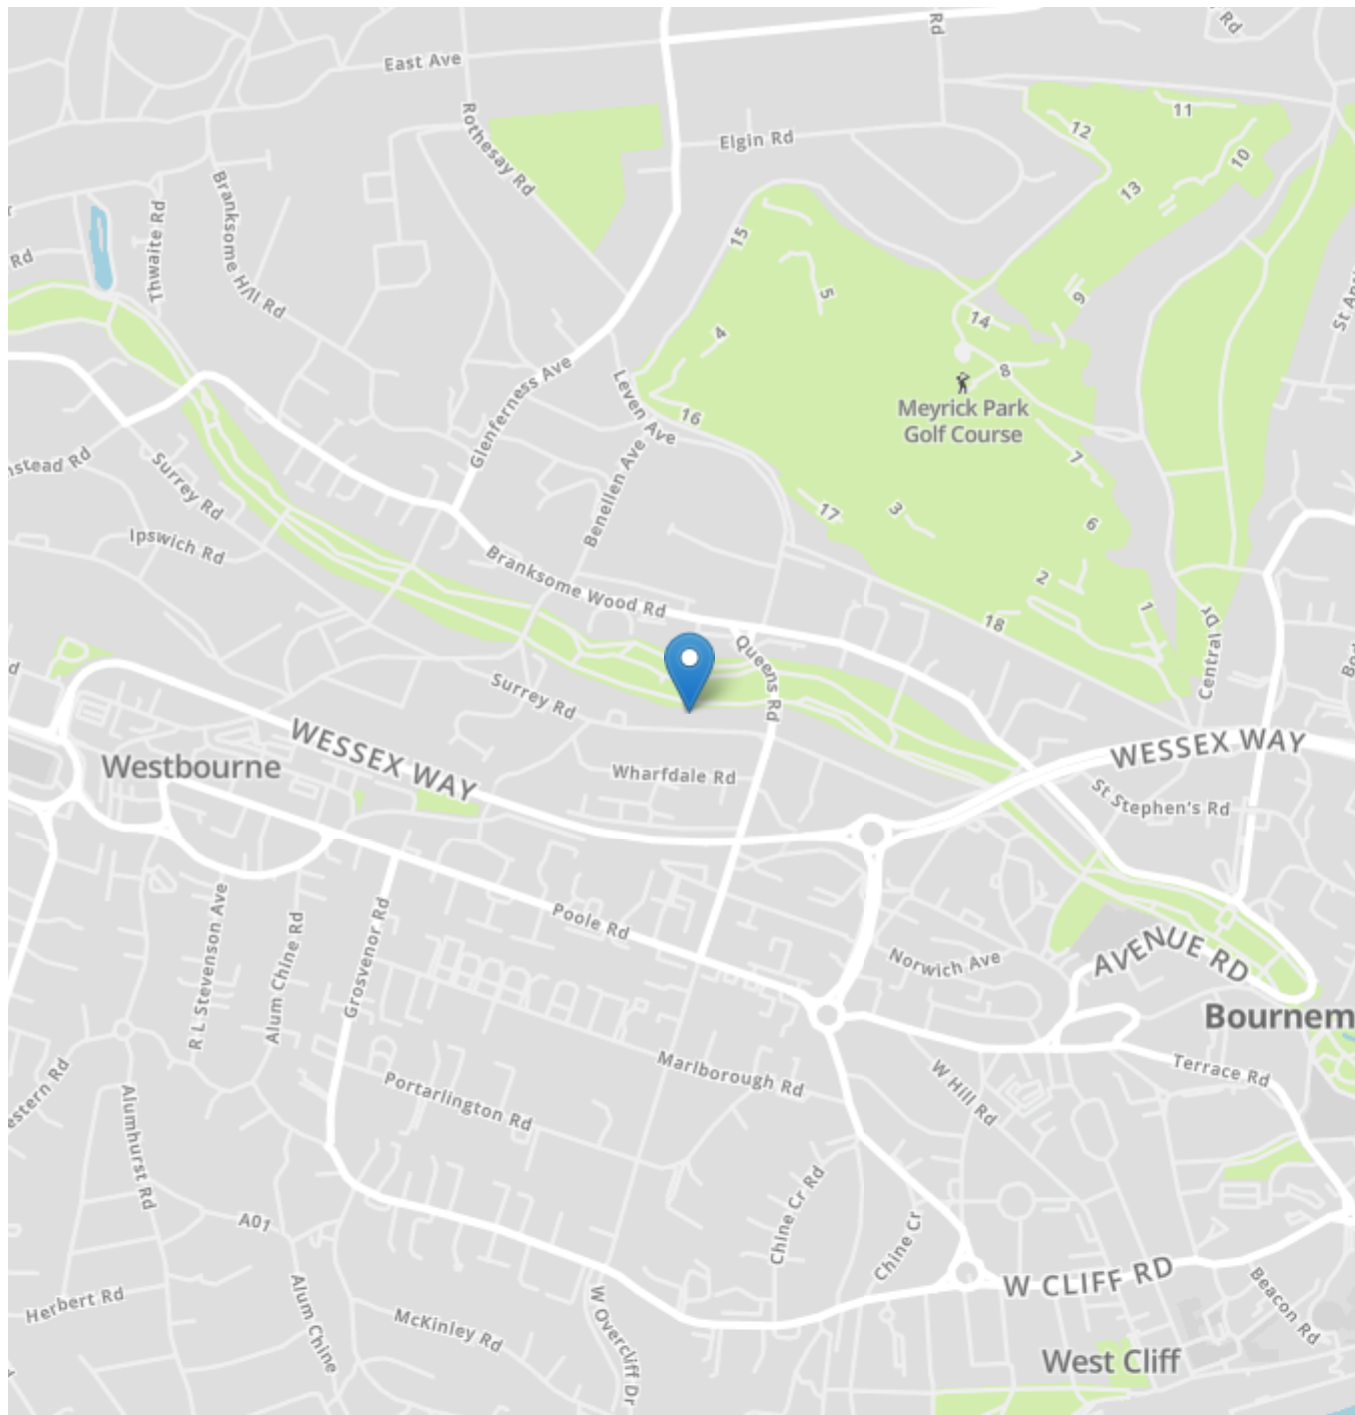 Rd
Rd
East Ave
11
12
Rothesay Rd
Elgin Rd
10
13
Branksome Hill Rd
Thwaite Rd
15
Rd
5
9
St
14
4
8
Glenferness Ave
Leven Ave
Meyrick Park
Golf Course
16
Benellen Ave
7
Surrey Rd
17
3
6
Ipswich Rd
Branksome Wood Rd
2
1
18
Central Dr
Queens Rd
Surrey Rd
WESSEX WAY
WESSEX WAY
Westbourne
Wharfdale Rd
St Stephen's Rd
Poole Rd
R L Stevenson Ave
Alum Chine Rd
Grosvenor Rd
Norwich Ave
AVENUE RD
Bournem
Marlborough Rd
Terrace Rd
Portarlington Rd
W Hill Rd
estern Rd
Alumhurst Rd
Chine Cr Rd
A01
Chine Cr
W CLIFF RD
Beacon Rd
Herbert Rd
Alum Chine
McKinley Rd
W Overcliff Dr
West Cliff